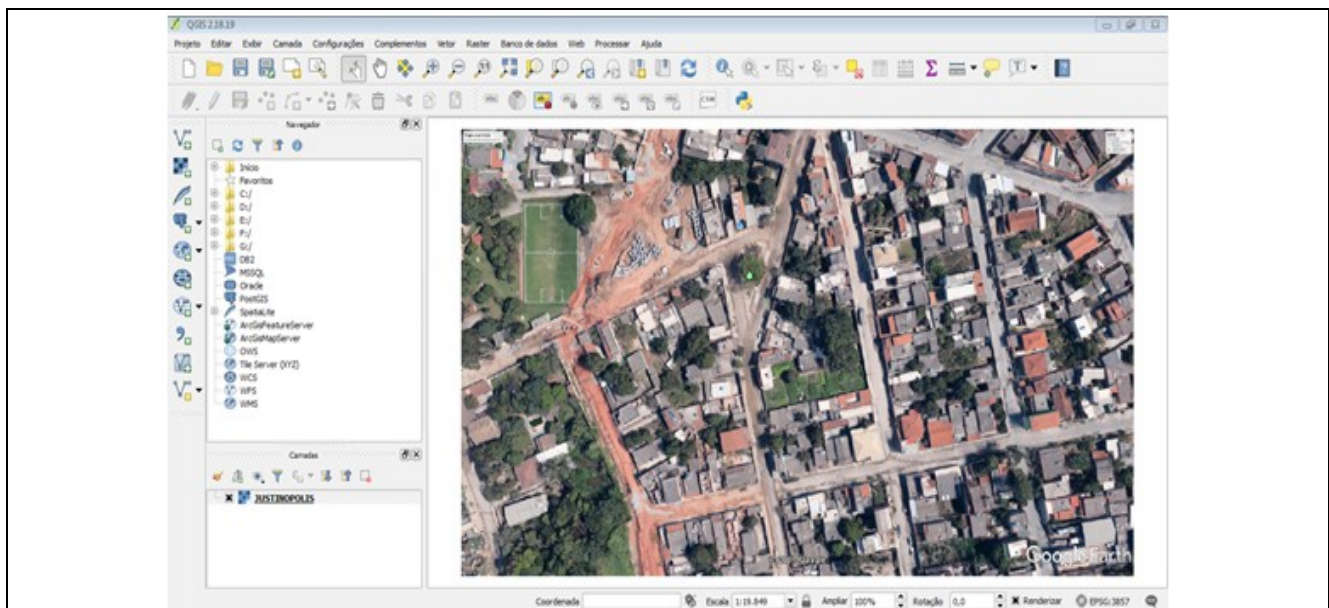 QGIS 2.18.19
Projeto Editar Exibir Camada Configurações Complementos Vetor Raster Banco de dados Web Processar Ajuda
Navegador
Início
Favoritos
C:/
D:/
E:/
F:/
G:/
DB2
MSSQL
Oracle
PostGIS
SpatiaLite
ArcGisFeatureServer
ArcGisMapServer
OWS
Tile Server (XYZ)
WCS
WFS
WMS
Camadas
JUSTINOPOLIS
Google Earth
Coordenada Escala 1:19.849 Ampliar 100% Rotação 0,0 Renderizar EPSG:3857